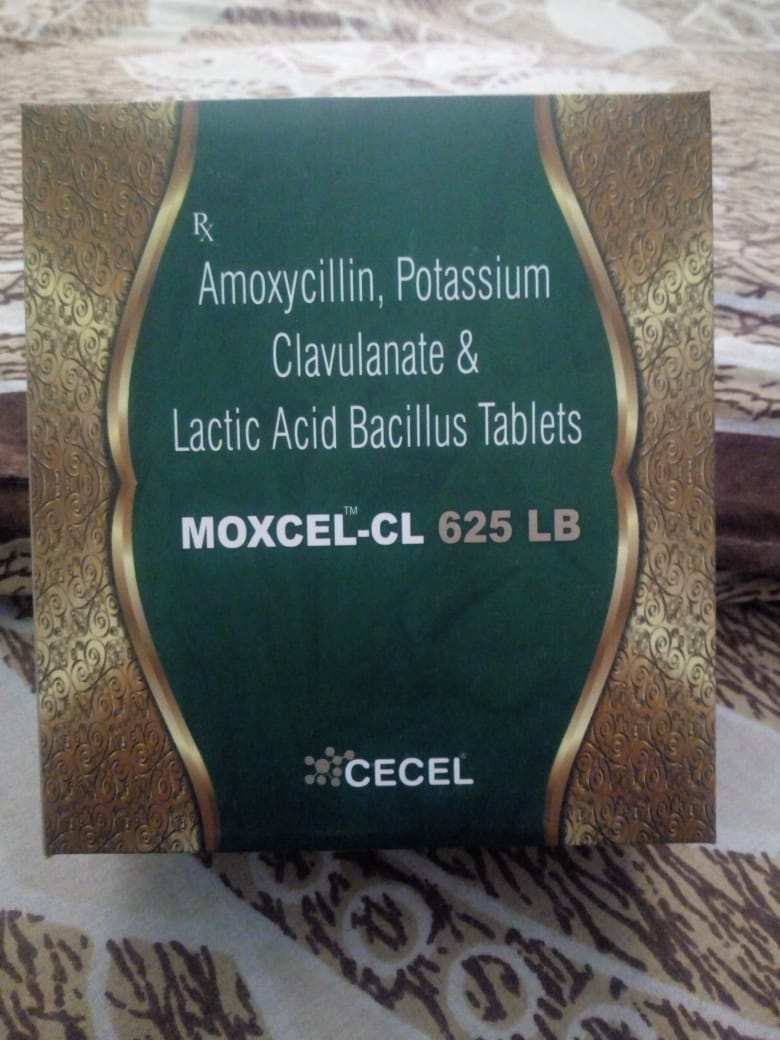 Rx
Amoxycillin, Potassium
Clavulanate &
Lactic Acid Bacillus Tablets
MOXCEL™-CL 625 LB
CECEL®